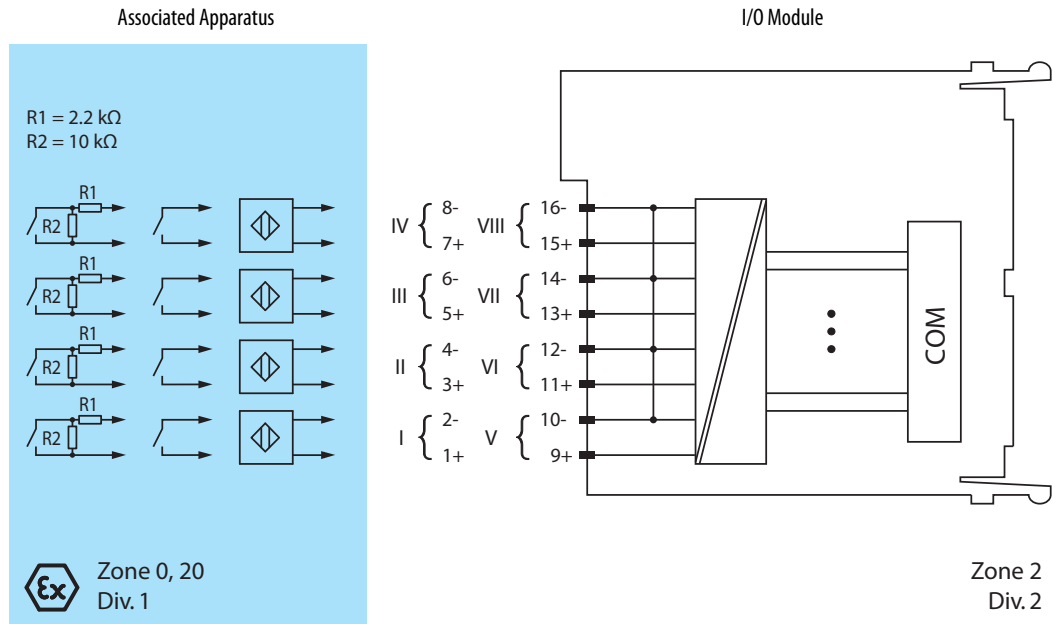 Associated Apparatus
I/O Module
R1 = 2.2 kΩ
R2 = 10 kΩ
R1
R2
R1
R2
R1
R2
R1
R2
IV { 8- VIII { 16-
7+ 15+
III { 6- VII { 14-
5+ 13+
II { 4- VI { 12-
3+ 11+
I { 2- V { 10-
1+ 9+
COM
Ex
Zone 0, 20
Div. 1
Zone 2
Div. 2